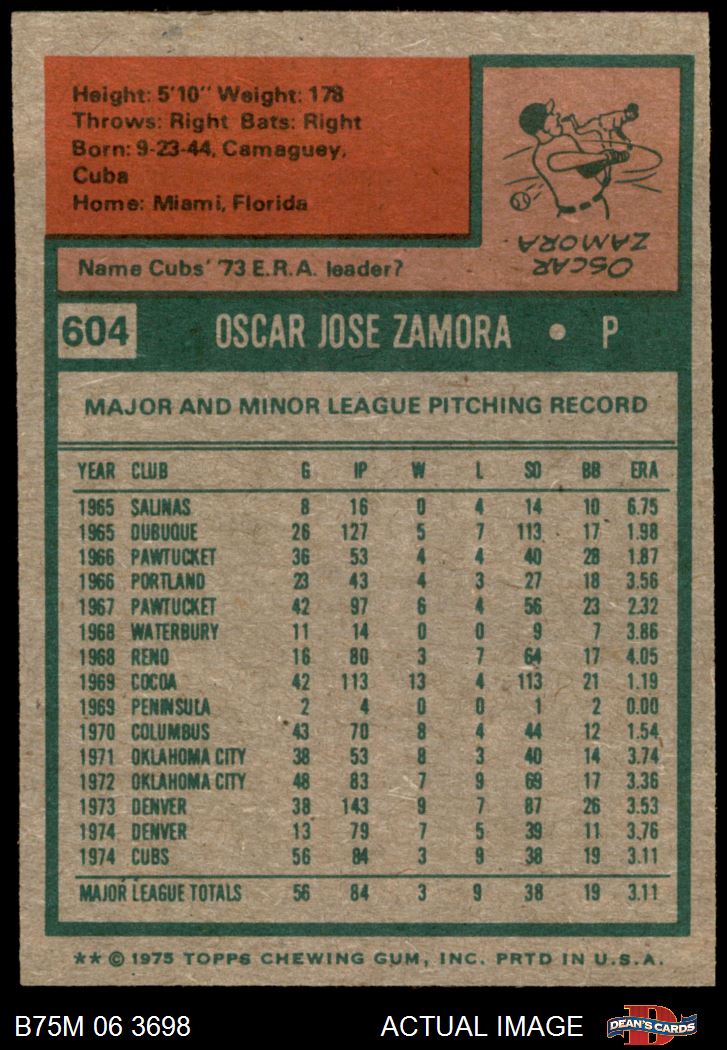 Height: 5'10" Weight: 178
Throws: Right Bats: Right
Born: 9-23-44, Camaguey,
Cuba
Home: Miami, Florida
Name Cubs' '73 E.R.A. leader?
OSCAR
ZAMORA
604 OSCAR JOSE ZAMORA • P
MAJOR AND MINOR LEAGUE PITCHING RECORD
YEAR CLUB G IP W L SO BB ERA
1965 SALINAS 8 16 0 4 14 10 6.75
1965 DUBUQUE 26 127 5 7 113 17 1.98
1966 PAWTUCKET 36 53 4 4 40 28 1.87
1966 PORTLAND 23 43 4 3 27 18 3.56
1967 PAWTUCKET 42 97 6 4 56 23 2.32
1968 WATERBURY 11 14 0 0 9 7 3.86
1968 RENO 16 80 3 7 64 17 4.05
1969 COCOA 42 113 13 4 113 21 1.19
1969 PENINSULA 2 4 0 0 1 2 0.00
1970 COLUMBUS 43 70 8 4 44 12 1.54
1971 OKLAHOMA CITY 38 53 8 3 40 14 3.74
1972 OKLAHOMA CITY 48 83 7 9 69 17 3.36
1973 DENVER 38 143 9 7 87 26 3.53
1974 DENVER 13 79 7 5 39 11 3.76
1974 CUBS 56 84 3 9 38 19 3.11
MAJOR LEAGUE TOTALS 56 84 3 9 38 19 3.11
** © 1975 TOPPS CHEWING GUM, INC. PRTD IN U.S.A.
B75M 06 3698 ACTUAL IMAGE D DEAN'S CARDS